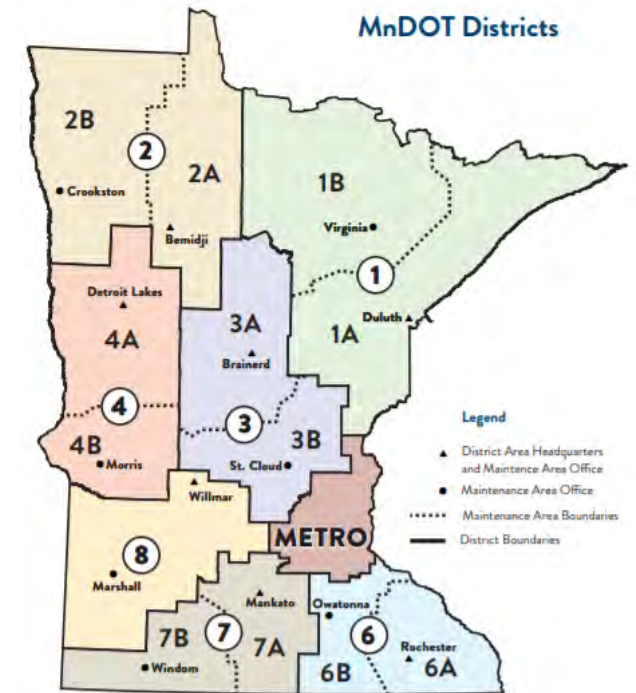 MnDOT Districts
2B
2
2A
Crookston
Bemidji
1B
Virginia
1
Duluth
1A
Detroit Lakes
4A
3A
Brainerd
4
3
4B
Morris
3B
St. Cloud
Willmar
METRO
8
Marshall
Mankato
Owatonna
7B
7
7A
6
Rochester
Windom
6B
6A
Legend
District Area Headquarters
and Maintence Area Office
Maintenance Area Office
Maintenance Area Boundaries
District Boundaries